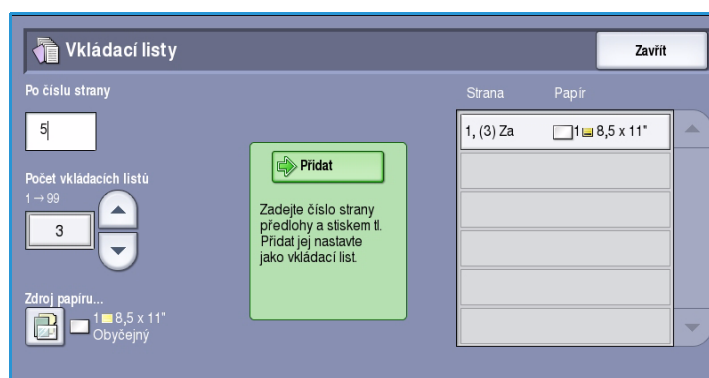 Vkládací listy
Zavřít
Po číslu strany
5
Počet vkládacích listů
1 → 99
3
Zdroj papíru...
1 8,5 x 11"
Obyčejný
Přidat
Zadejte číslo strany
předlohy a stiskem tl.
Přidat jej nastavte
jako vkládací list.
Strana Papír
1, (3) Za 1 8,5 x 11"